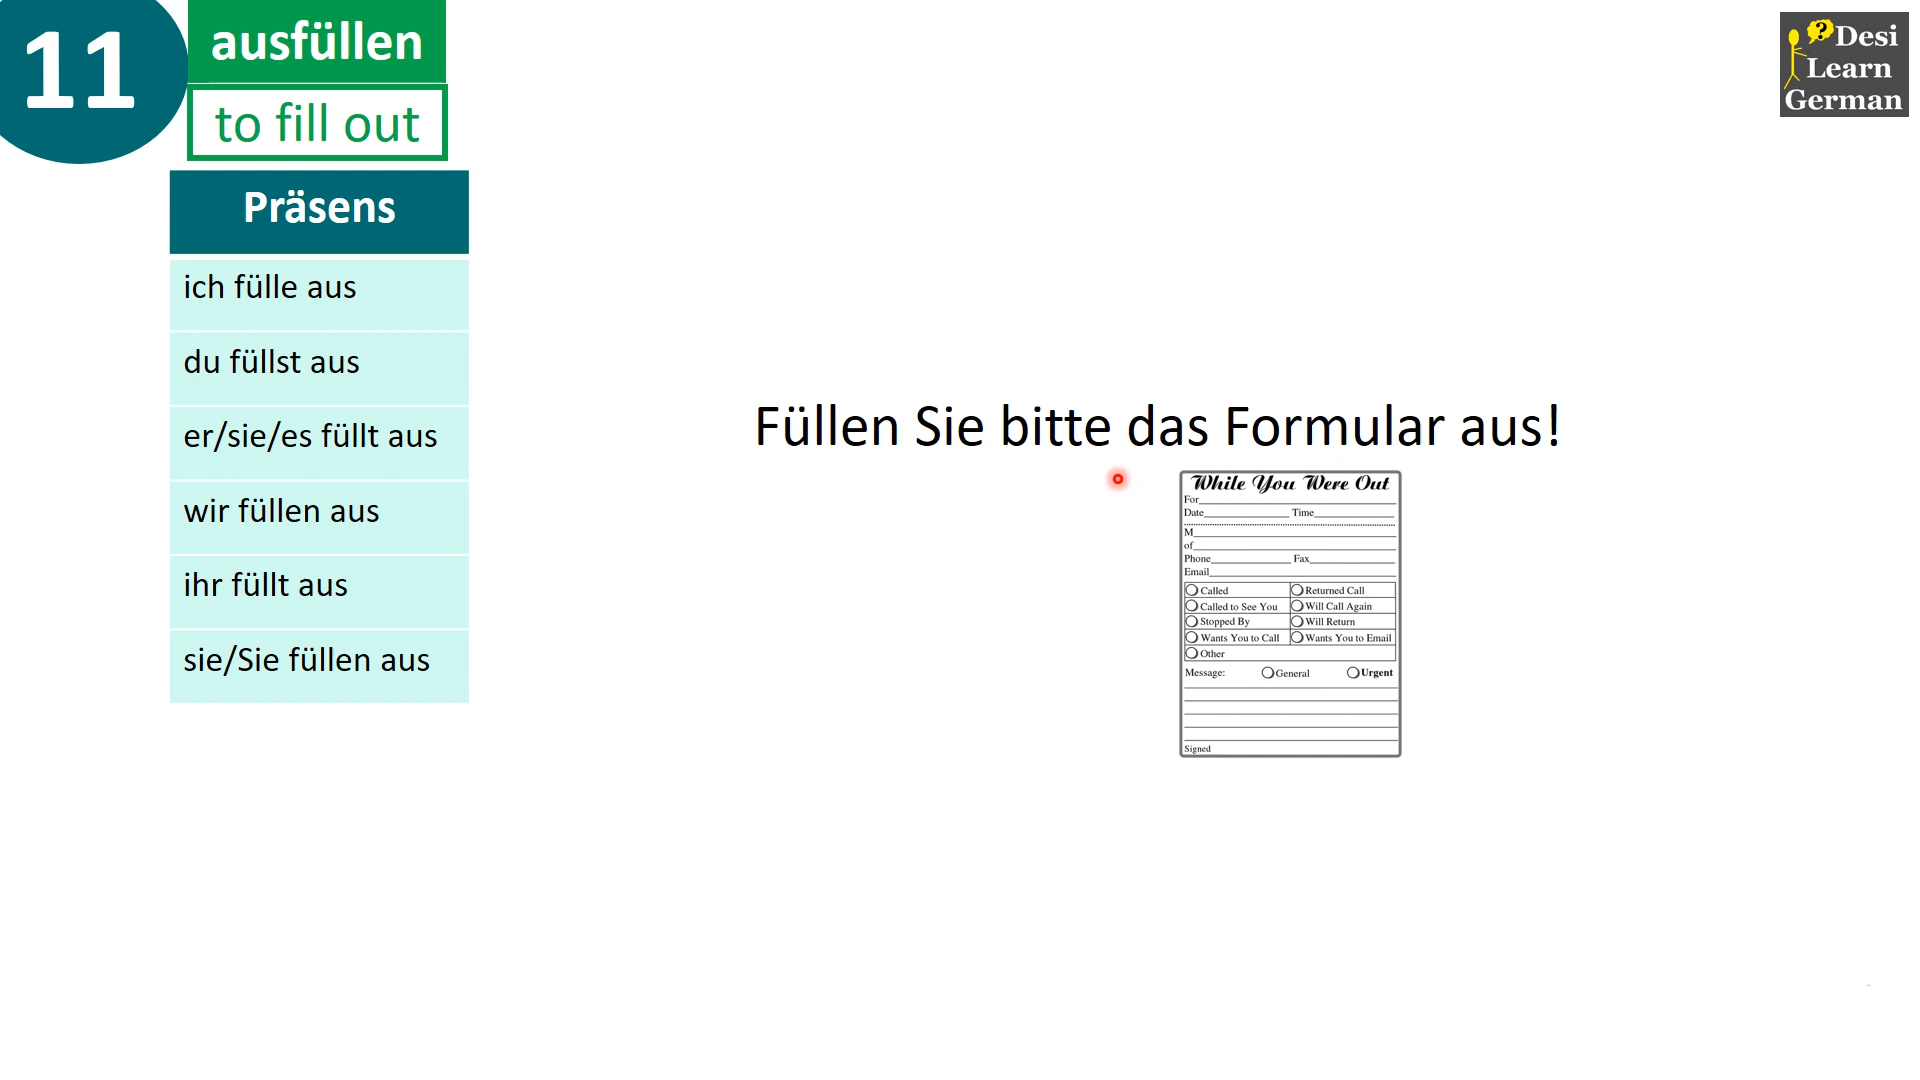 11
ausfüllen
to fill out
Präsens
ich fülle aus
du füllst aus
er/sie/es füllt aus
wir füllen aus
ihr füllt aus
sie/Sie füllen aus
Füllen Sie bitte das Formular aus!
While You Were Out
For
Date Time
M
of
Phone Fax
Email
Called Returned Call
Called to See You Will Call Again
Stopped By Will Return
Wants You to Call Wants You to Email
Other
Message: General Urgent
Signed
?
Desi
Learn
German